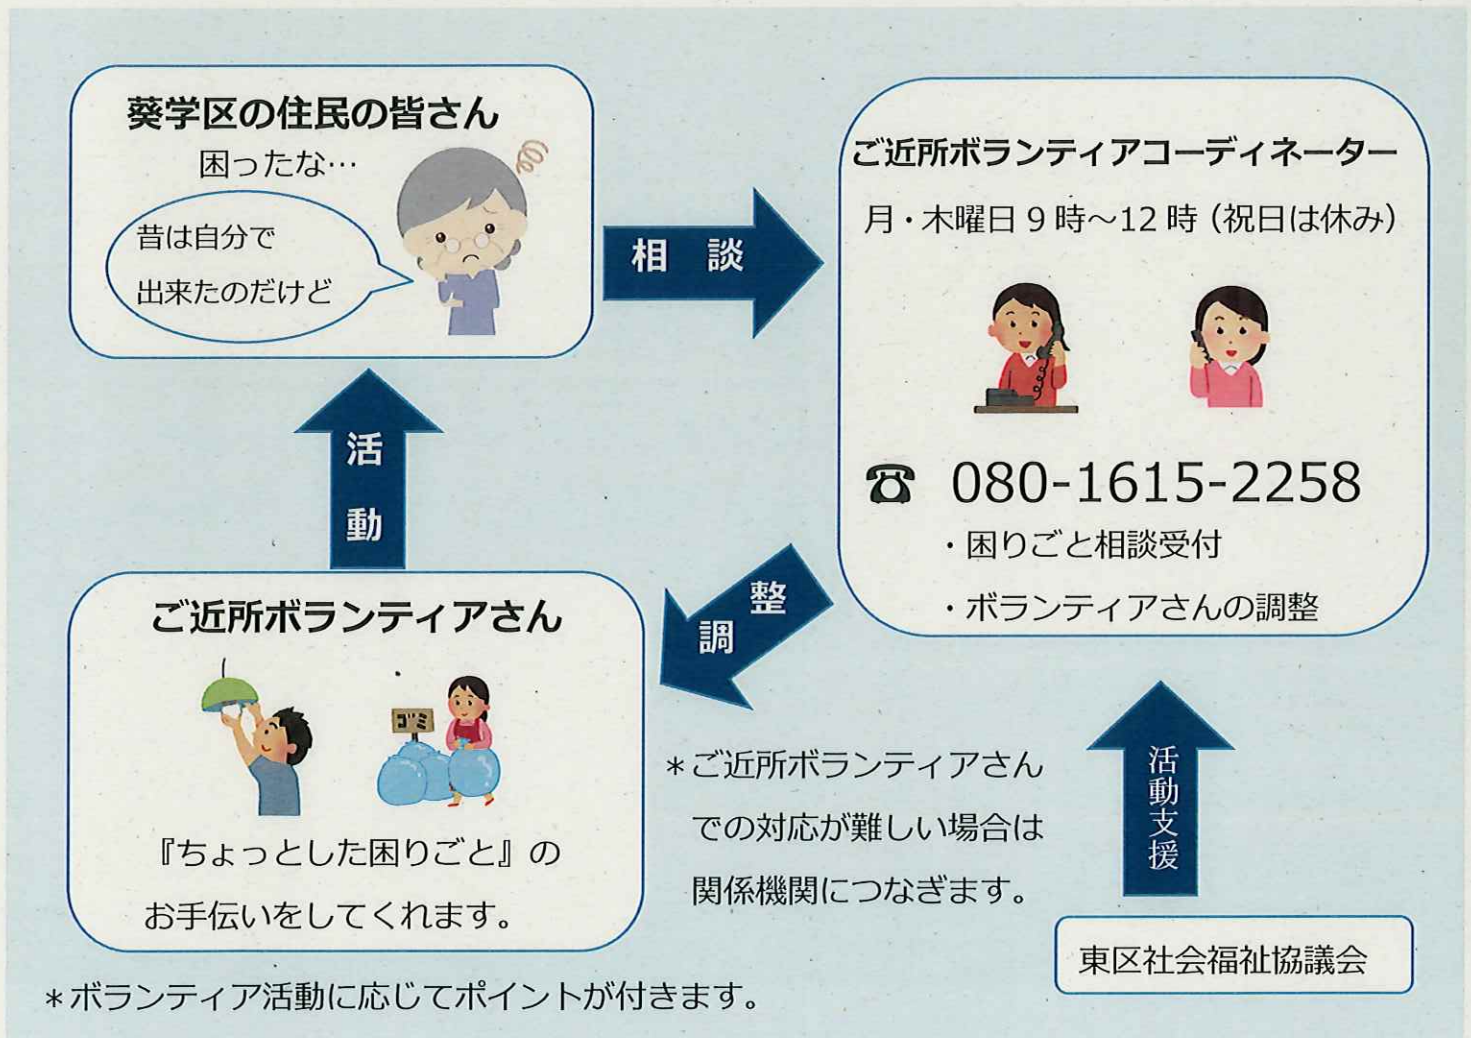 葵学区の住民の皆さん
困ったな…
昔は自分で
出来たのだけど
相 談
ご近所ボランティアコーディネーター
月・木曜日9時～12時(祝日は休み)
☎ 080-1615-2258
・困りごと相談受付
・ボランティアさんの調整
調整
活動
ご近所ボランティアさん
ゴミ
『ちょっとした困りごと』の
お手伝いをしてくれます。
＊ご近所ボランティアさん
での対応が難しい場合は
関係機関につなぎます。
活動支援
東区社会福祉協議会
＊ボランティア活動に応じてポイントが付きます。